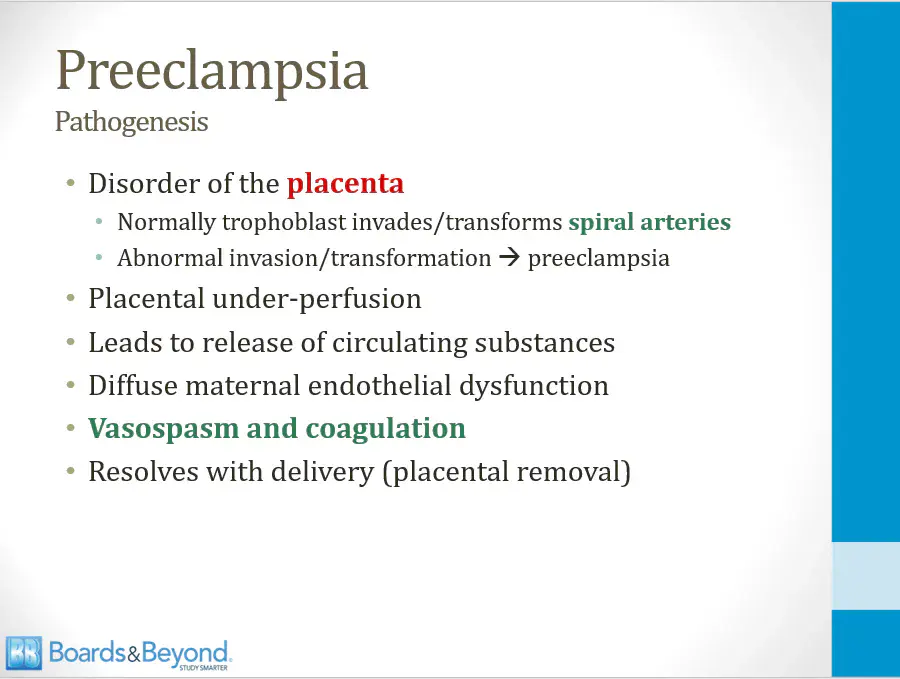 Preeclampsia
Pathogenesis
• Disorder of the placenta
• Normally trophoblast invades/transforms spiral arteries
• Abnormal invasion/transformation → preeclampsia
• Placental under-perfusion
• Leads to release of circulating substances
• Diffuse maternal endothelial dysfunction
• Vasospasm and coagulation
• Resolves with delivery (placental removal)
BB Boards&Beyond.
STUDY SMARTER